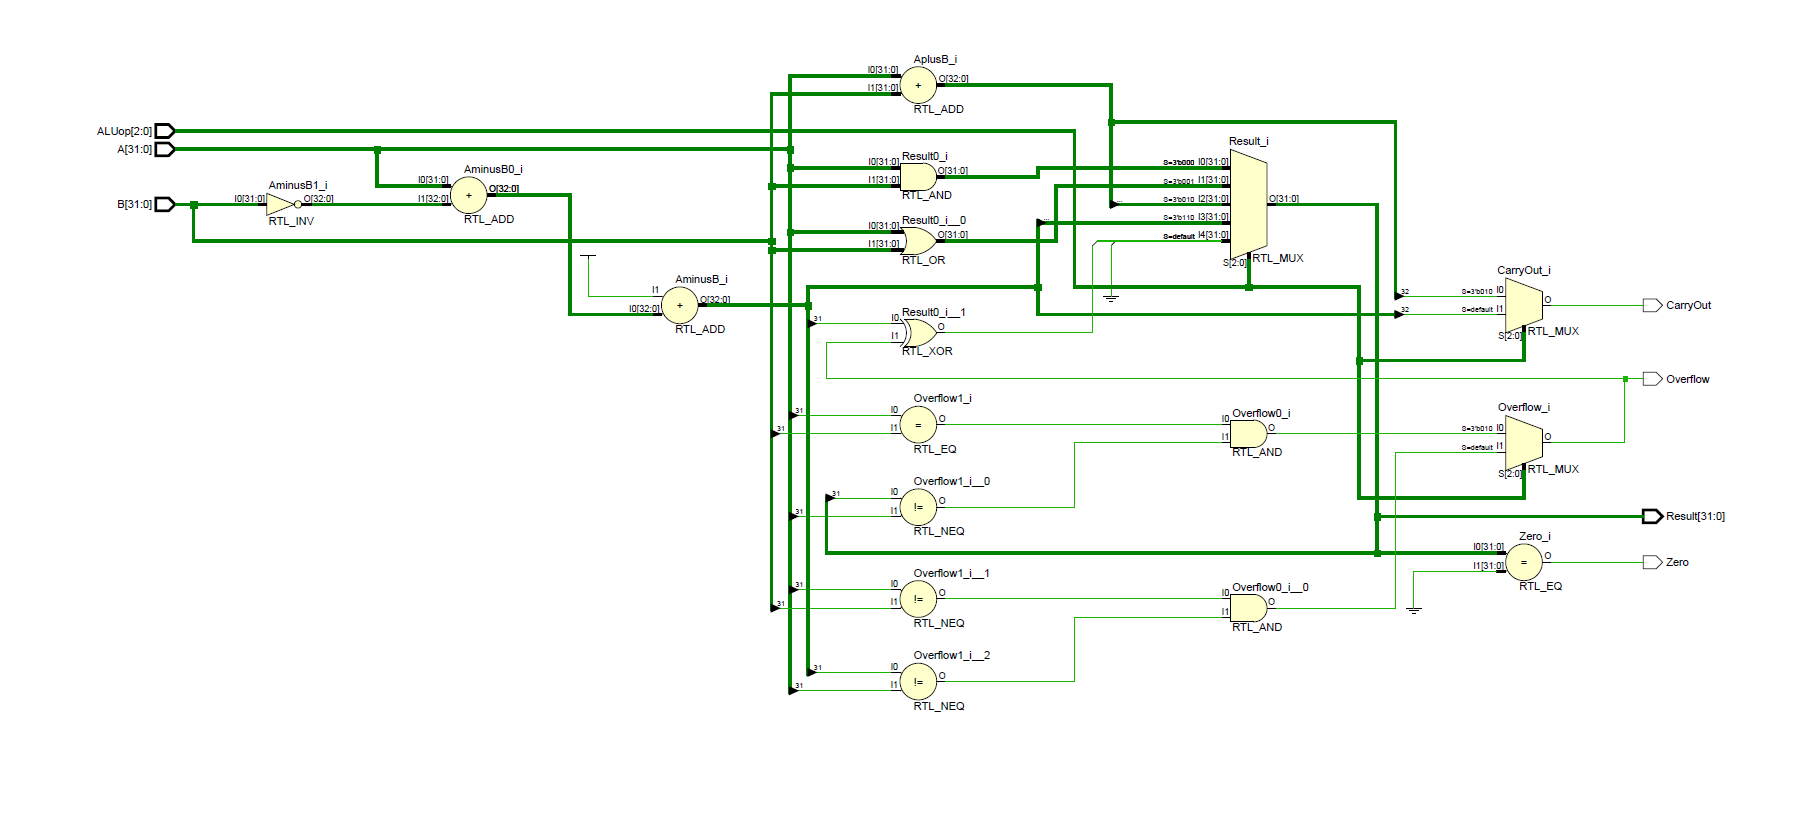 ALUop[2:0]
A[31:0]
B[31:0]
AminusB1_i
I0[31:0]
O[32:0]
RTL_INV
AminusB0_i
I0[31:0]
I1[32:0]
O[32:0]
RTL_ADD
AminusB_i
I1
I0[32:0]
O[32:0]
RTL_ADD
AplusB_i
I0[31:0]
I1[31:0]
O[32:0]
+
RTL_ADD
Result0_i
I0[31:0]
I1[31:0]
O[31:0]
RTL_AND
Result0_i__0
I0[31:0]
I1[31:0]
O[31:0]
RTL_OR
31
Result0_i__1
I0
I1
O
RTL_XOR
31
31
Overflow1_i
I0
I1
O
=
RTL_EQ
31
31
Overflow1_i__0
I0
I1
O
!=
RTL_NEQ
31
31
Overflow1_i__1
I0
I1
O
!=
RTL_NEQ
31
31
Overflow1_i__2
I0
I1
O
!=
RTL_NEQ
Result_i
S=3'b000 I0[31:0]
S=3'b001 I1[31:0]
S=3'b010 I2[31:0]
S=3'b110 I3[31:0]
S=default I4[31:0]
S[2:0]
O[31:0]
RTL_MUX
Overflow0_i
I0
I1
O
RTL_AND
Overflow0_i__0
I0
I1
O
RTL_AND
CarryOut_i
32
S=3'b010 I0
32
S=default I1
S[2:0]
O
RTL_MUX
Overflow_i
S=3'b010 I0
S=default I1
S[2:0]
O
RTL_MUX
Zero_i
I0[31:0]
I1[31:0]
O
=
RTL_EQ
CarryOut
Overflow
Result[31:0]
Zero